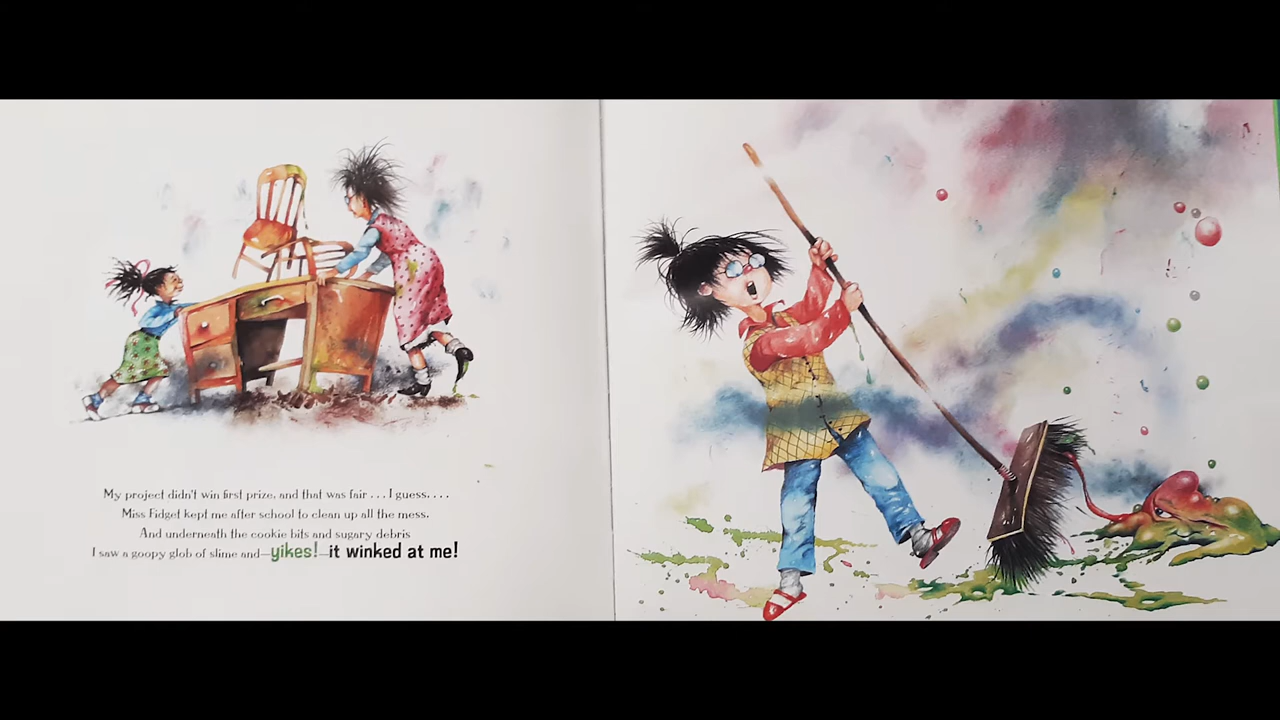 My project didn't win first prize, and that was fair . . . I guess. . . .
Miss Fidget kept me after school to clean up all the mess.
And underneath the cookie bits and sugary debris
I saw a goopy glob of slime and—yikes!—it winked at me!